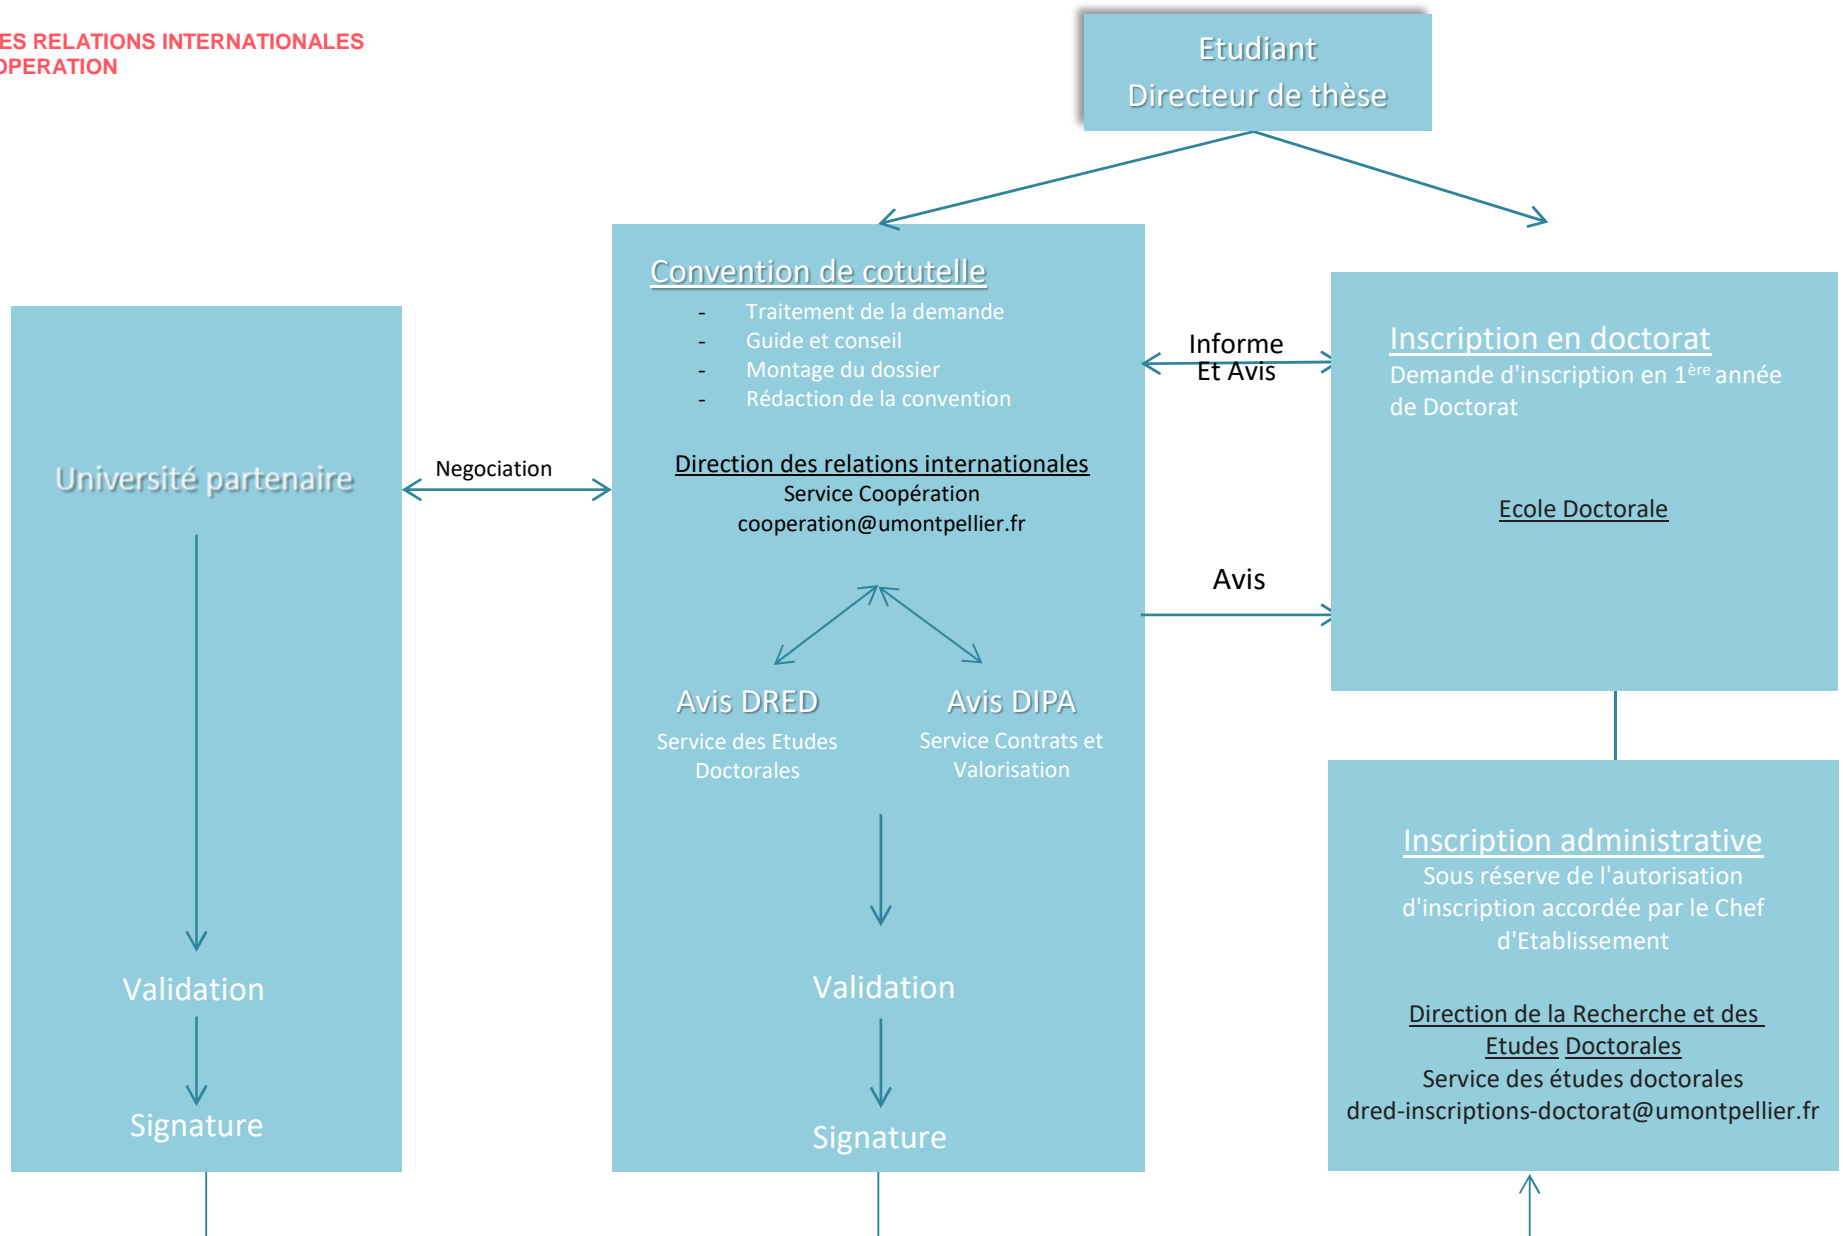 ES RELATIONS INTERNATIONALES
OPERATION
Etudiant
Directeur de thèse
Convention de cotutelle
- Traitement de la demande
- Guide et conseil
- Montage du dossier
- Rédaction de la convention
Direction des relations internationales
Service Coopération
cooperation@umontpellier.fr
Informe
Et Avis
Inscription en doctorat
Demande d'inscription en 1ère année
de Doctorat
Ecole Doctorale
Université partenaire
Negociation
Avis
Avis DRED
Service des Etudes
Doctorales
Avis DIPA
Service Contrats et
Valorisation
Validation
Signature
Validation
Signature
Inscription administrative
Sous réserve de l'autorisation
d'inscription accordée par le Chef
d'Etablissement
Direction de la Recherche et des
Etudes Doctorales
Service des études doctorales
dred-inscriptions-doctorat@umontpellier.fr